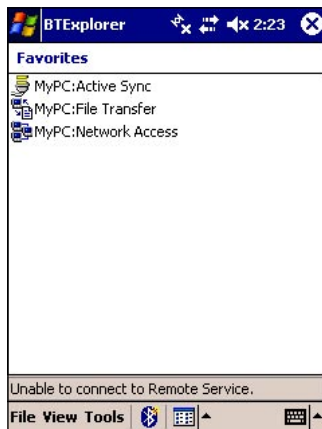 BTExplorer 2:23
Favorites
MyPC:Active Sync
MyPC:File Transfer
MyPC:Network Access
Unable to connect to Remote Service.
File View Tools